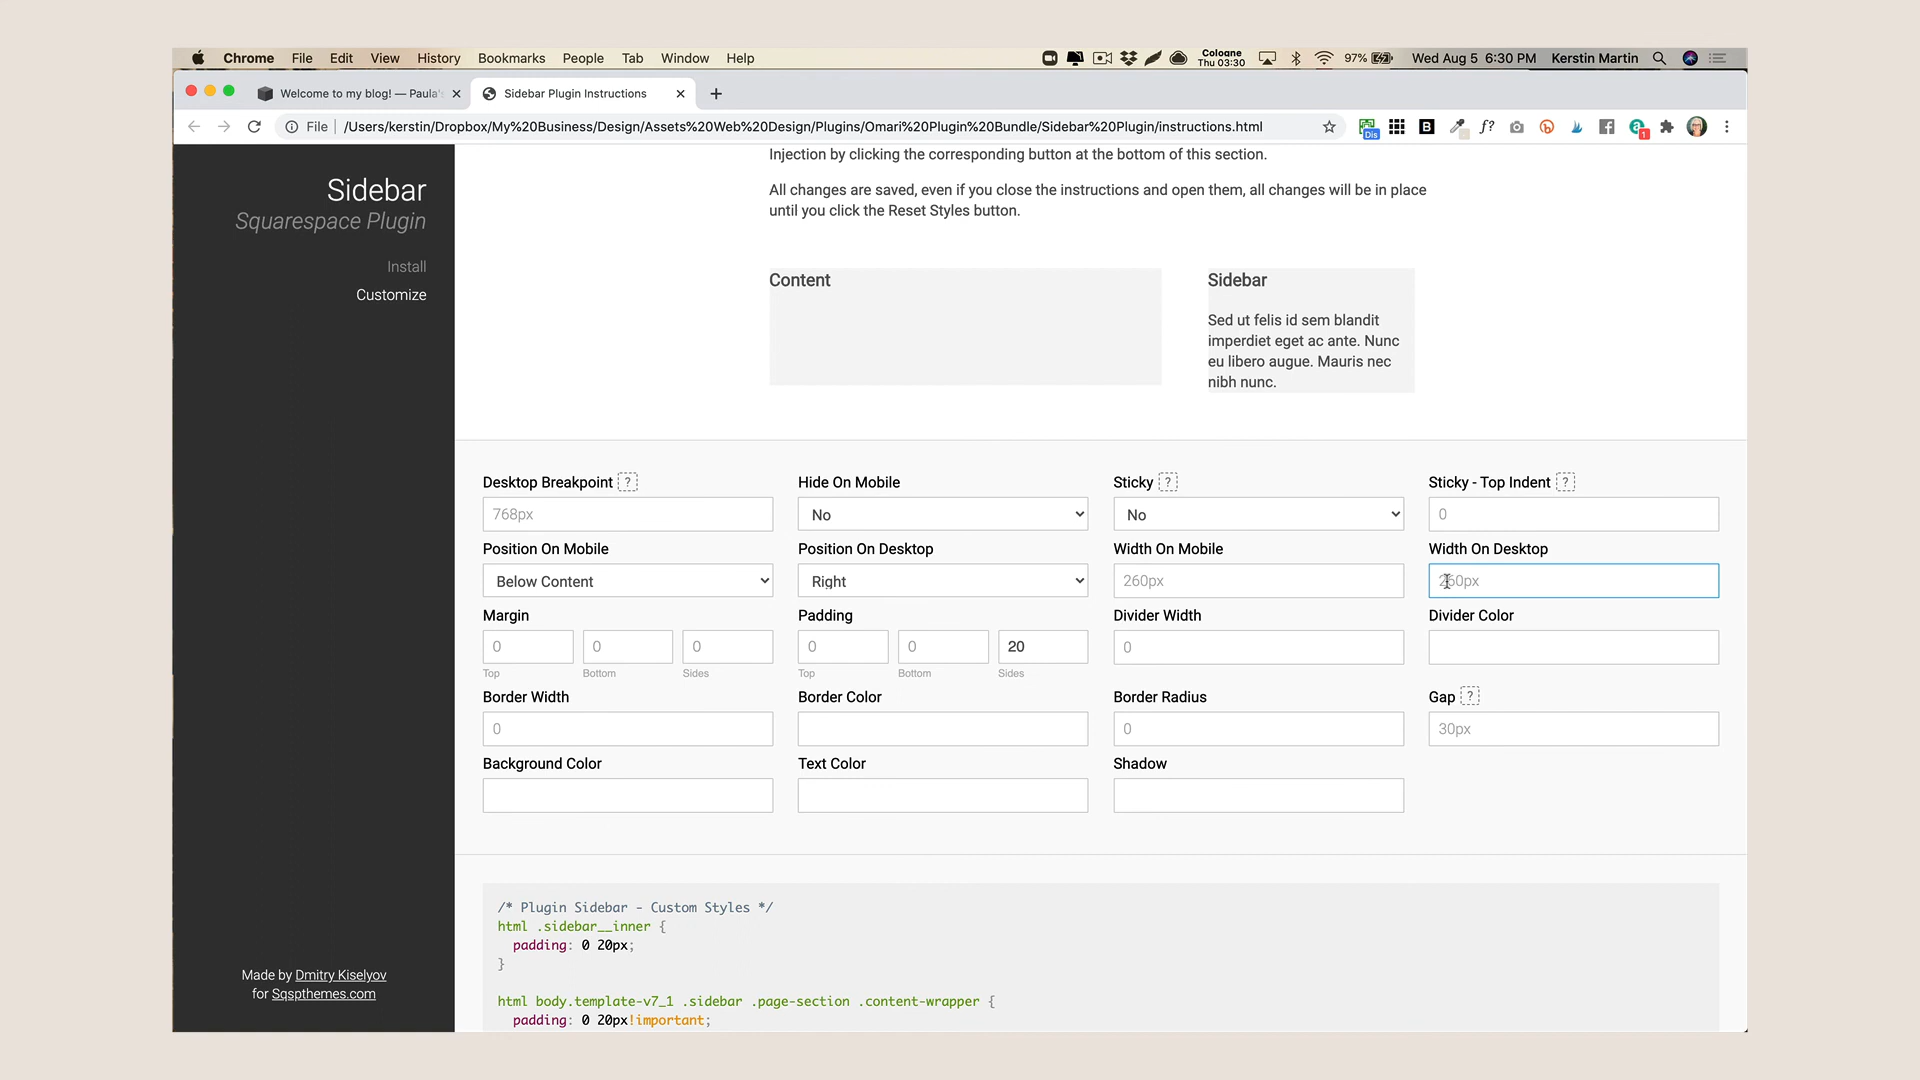 Chrome File Edit View History Bookmarks People Tab Window Help
Cologne
Thu 03:30
97%
Wed Aug 5 6:30 PM Kerstin Martin
Welcome to my blog! — Paula's
Sidebar Plugin Instructions
File /Users/kerstin/Dropbox/My%20Business/Design/Assets%20Web%20Design/Plugins/Omari%20Plugin%20Bundle/Sidebar%20Plugin/instructions.html
Dis
B
f?
1
Sidebar
Squarespace Plugin
Install
Customize
Made by Dmitry Kiselyov
for Sqspthemes.com
Injection by clicking the corresponding button at the bottom of this section.
All changes are saved, even if you close the instructions and open them, all changes will be in place
until you click the Reset Styles button.
Content
Sidebar
Sed ut felis id sem blandit
imperdiet eget ac ante. Nunc
eu libero augue. Mauris nec
nibh nunc.
Desktop Breakpoint ? Hide On Mobile Sticky ? Sticky - Top Indent ?
768px No No 0
Position On Mobile Position On Desktop Width On Mobile Width On Desktop
Below Content Right 260px 260px
Margin Padding Divider Width Divider Color
0 0 0 0 0 20 0
Top Bottom Sides Top Bottom Sides
Border Width Border Color Border Radius Gap ?
0 0 30px
Background Color Text Color Shadow
/* Plugin Sidebar - Custom Styles */
html .sidebar__inner {
padding: 0 20px;
}
html body.template-v7_1 .sidebar .page-section .content-wrapper {
padding: 0 20px!important;